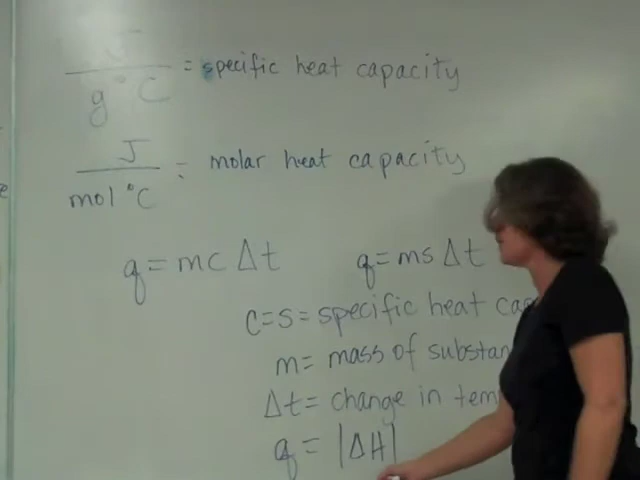 J
g °C = specific heat capacity
J
mol °C = molar heat capacity
q = mc Δt q = ms Δt
c = s = specific heat
m = mass of
Δt = change in
q = |ΔH|